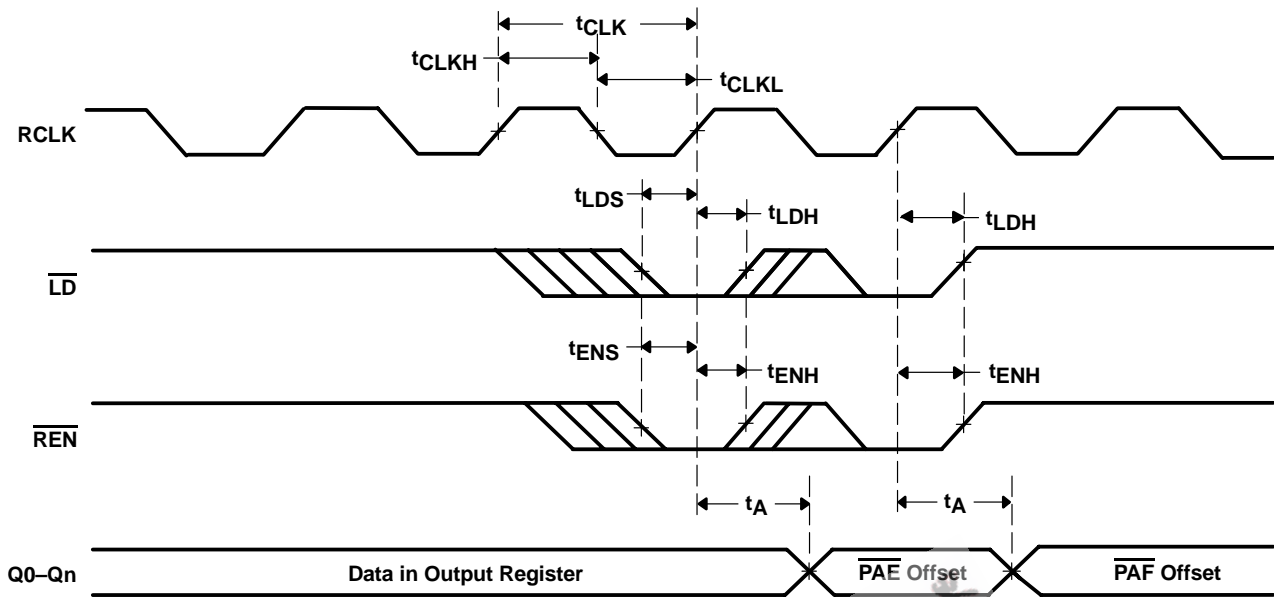 tCLK
tCLKH
tCLKL
RCLK
tLDS
tLDH
tLDH
LD
tENS
tENH
tENH
REN
tA
tA
Q0–Qn
Data in Output Register
PAE Offset
PAF Offset